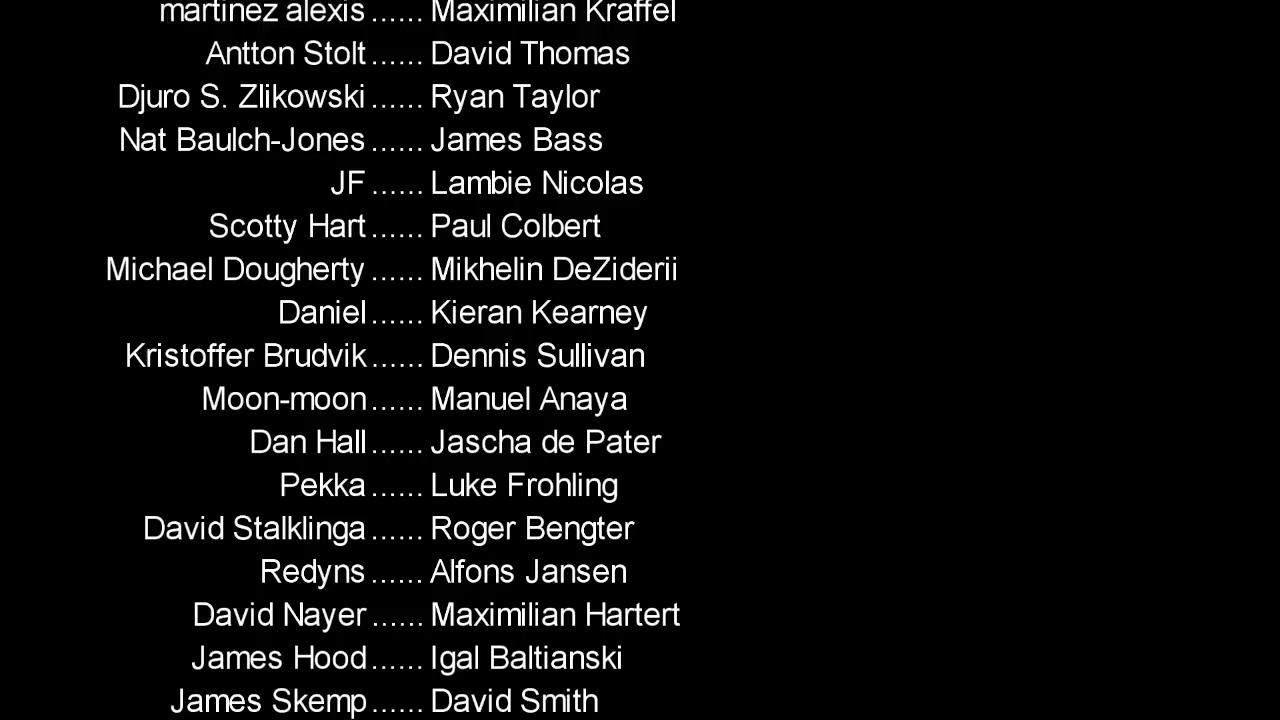 martinez alexis ...... Maximilian Kraffel
Antton Stolt ...... David Thomas
Djuro S. Zlikowski ...... Ryan Taylor
Nat Baulch-Jones ...... James Bass
JF ...... Lambie Nicolas
Scotty Hart ...... Paul Colbert
Michael Dougherty ...... Mikhelin DeZiderii
Daniel ...... Kieran Kearney
Kristoffer Brudvik ...... Dennis Sullivan
Moon-moon ...... Manuel Anaya
Dan Hall ...... Jascha de Pater
Pekka ...... Luke Frohling
David Stalklinga ...... Roger Bengter
Redyns ...... Alfons Jansen
David Nayer ...... Maximilian Hartert
James Hood ...... Igal Baltianski
James Skemp ...... David Smith